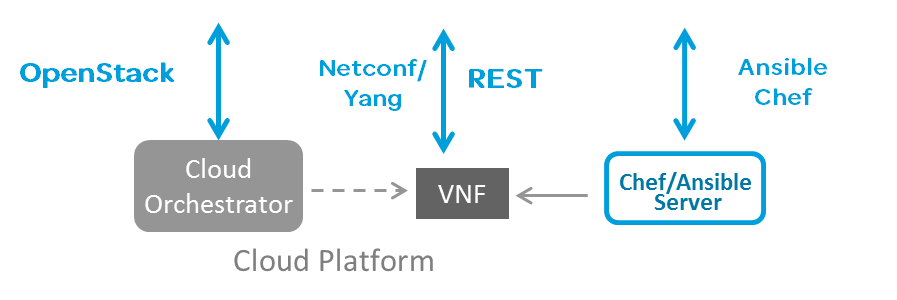 OpenStack
Netconf/
Yang
REST
Ansible
Chef
Cloud
Orchestrator
VNF
Chef/Ansible
Server
Cloud Platform